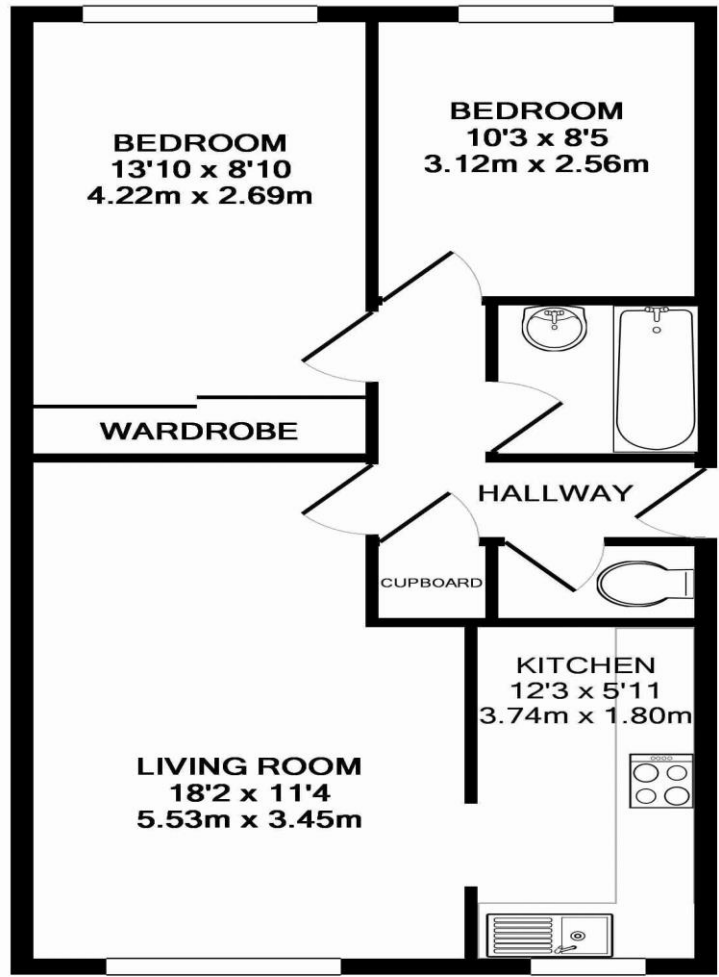 BEDROOM
13'10 x 8'10
4.22m x 2.69m
BEDROOM
10'3 x 8'5
3.12m x 2.56m
WARDROBE
HALLWAY
CUPBOARD
KITCHEN
12'3 x 5'11
3.74m x 1.80m
LIVING ROOM
18'2 x 11'4
5.53m x 3.45m